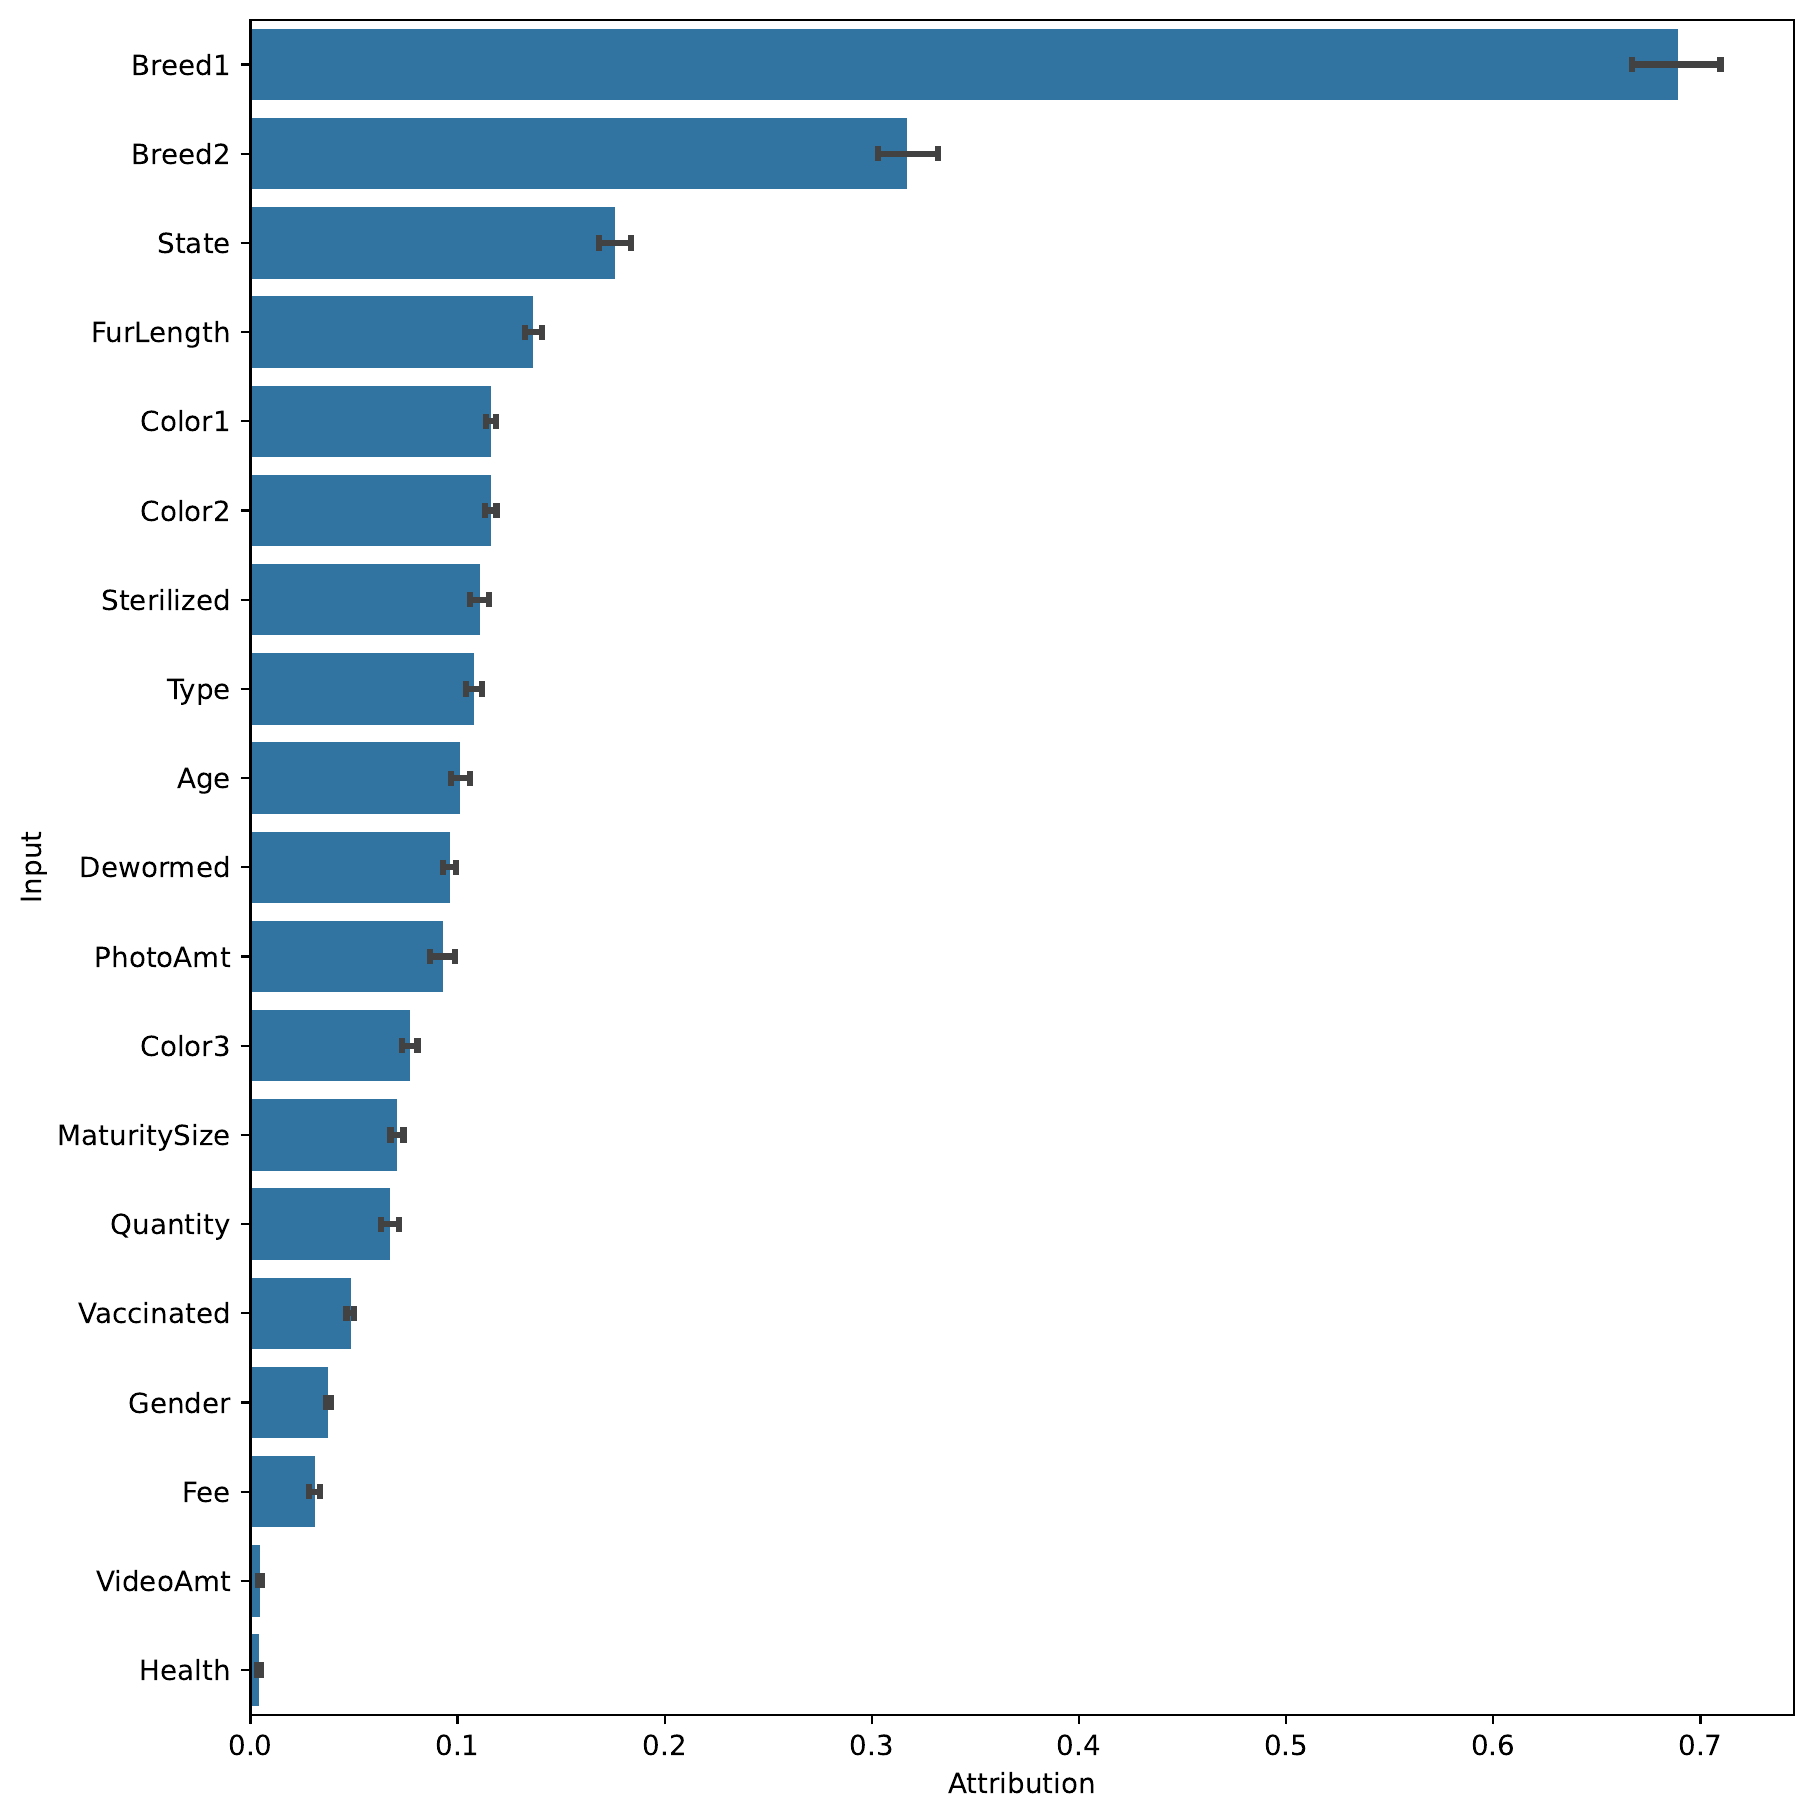 Breed1
Breed2
State
FurLength
Color1
Color2
Sterilized
Type
Age
Dewormed
PhotoAmt
Color3
MaturitySize
Quantity
Vaccinated
Gender
Fee
VideoAmt
Health
Input
0.0 0.1 0.2 0.3 0.4 0.5 0.6 0.7
Attribution